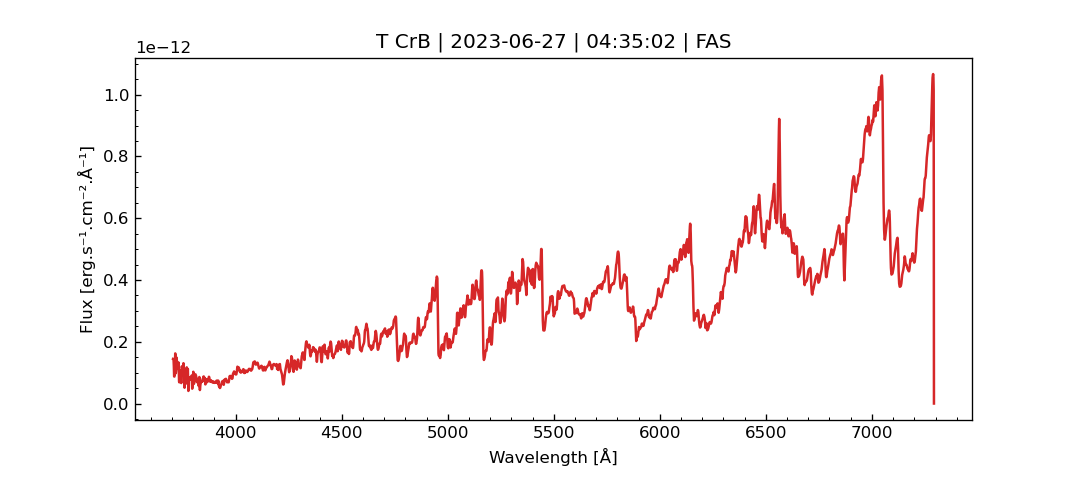 T CrB | 2023-06-27 | 04:35:02 | FAS
1e−12
1.0
0.8
0.6
0.4
0.2
0.0
Flux [erg.s⁻¹.cm⁻².Å⁻¹]
4000 4500 5000 5500 6000 6500 7000
Wavelength [Å]